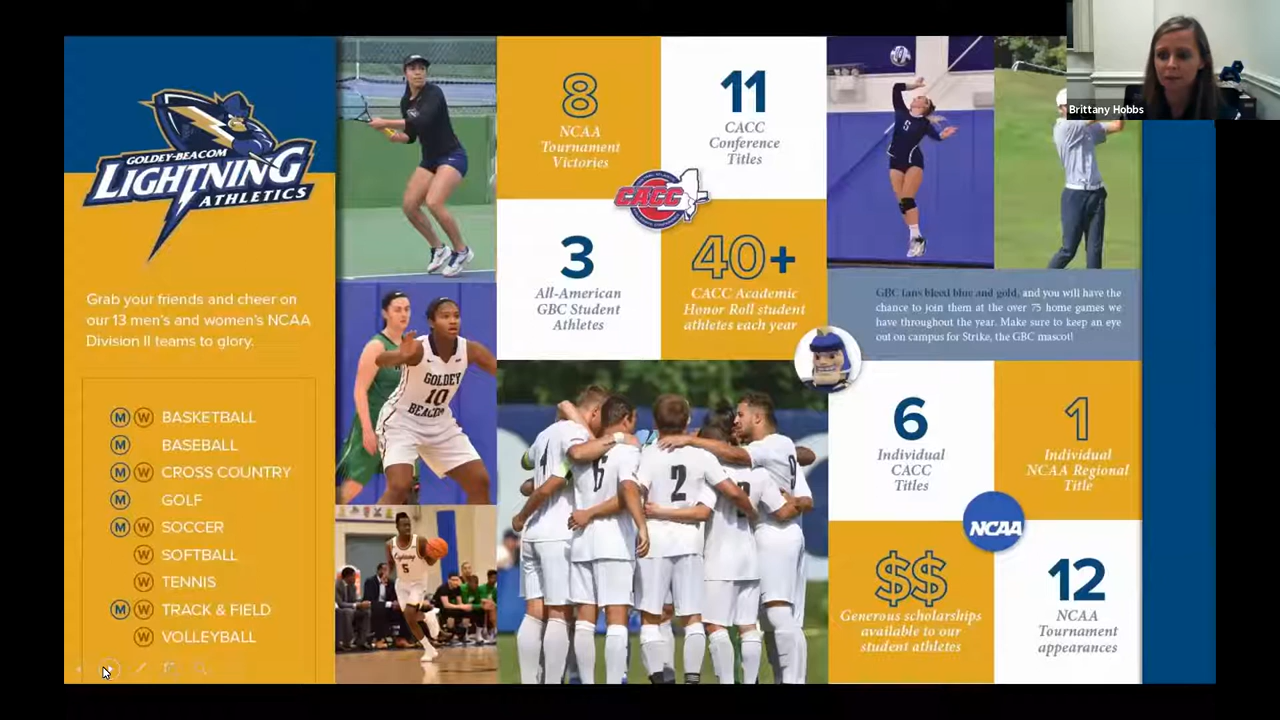 GOLDEY-BEACOM
LIGHTNING
ATHLETICS
Grab your friends and cheer on
our 13 men's and women's NCAA
Division II teams to glory.
M W BASKETBALL
M BASEBALL
M W CROSS COUNTRY
M GOLF
M W SOCCER
W SOFTBALL
W TENNIS
M W TRACK & FIELD
W VOLLEYBALL
GOLDEY
10
BEACOM
Lightning
5
8
NCAA
Tournament
Victories
11
CACC
Conference
Titles
CACC
3
All-American
GBC Student
Athletes
40+
CACC Academic
Honor Roll student
athletes each year
6
2
9
5
Brittany Hobbs
GBC fans bleed blue and gold, and you will have the
chance to join them at the over 75 home games we
have throughout the year. Make sure to keep an eye
out on campus for Strike, the GBC mascot!
6
Individual
CACC
Titles
1
Individual
NCAA Regional
Title
NCAA
$$
Generous scholarships
available to our
student athletes
12
NCAA
Tournament
appearances